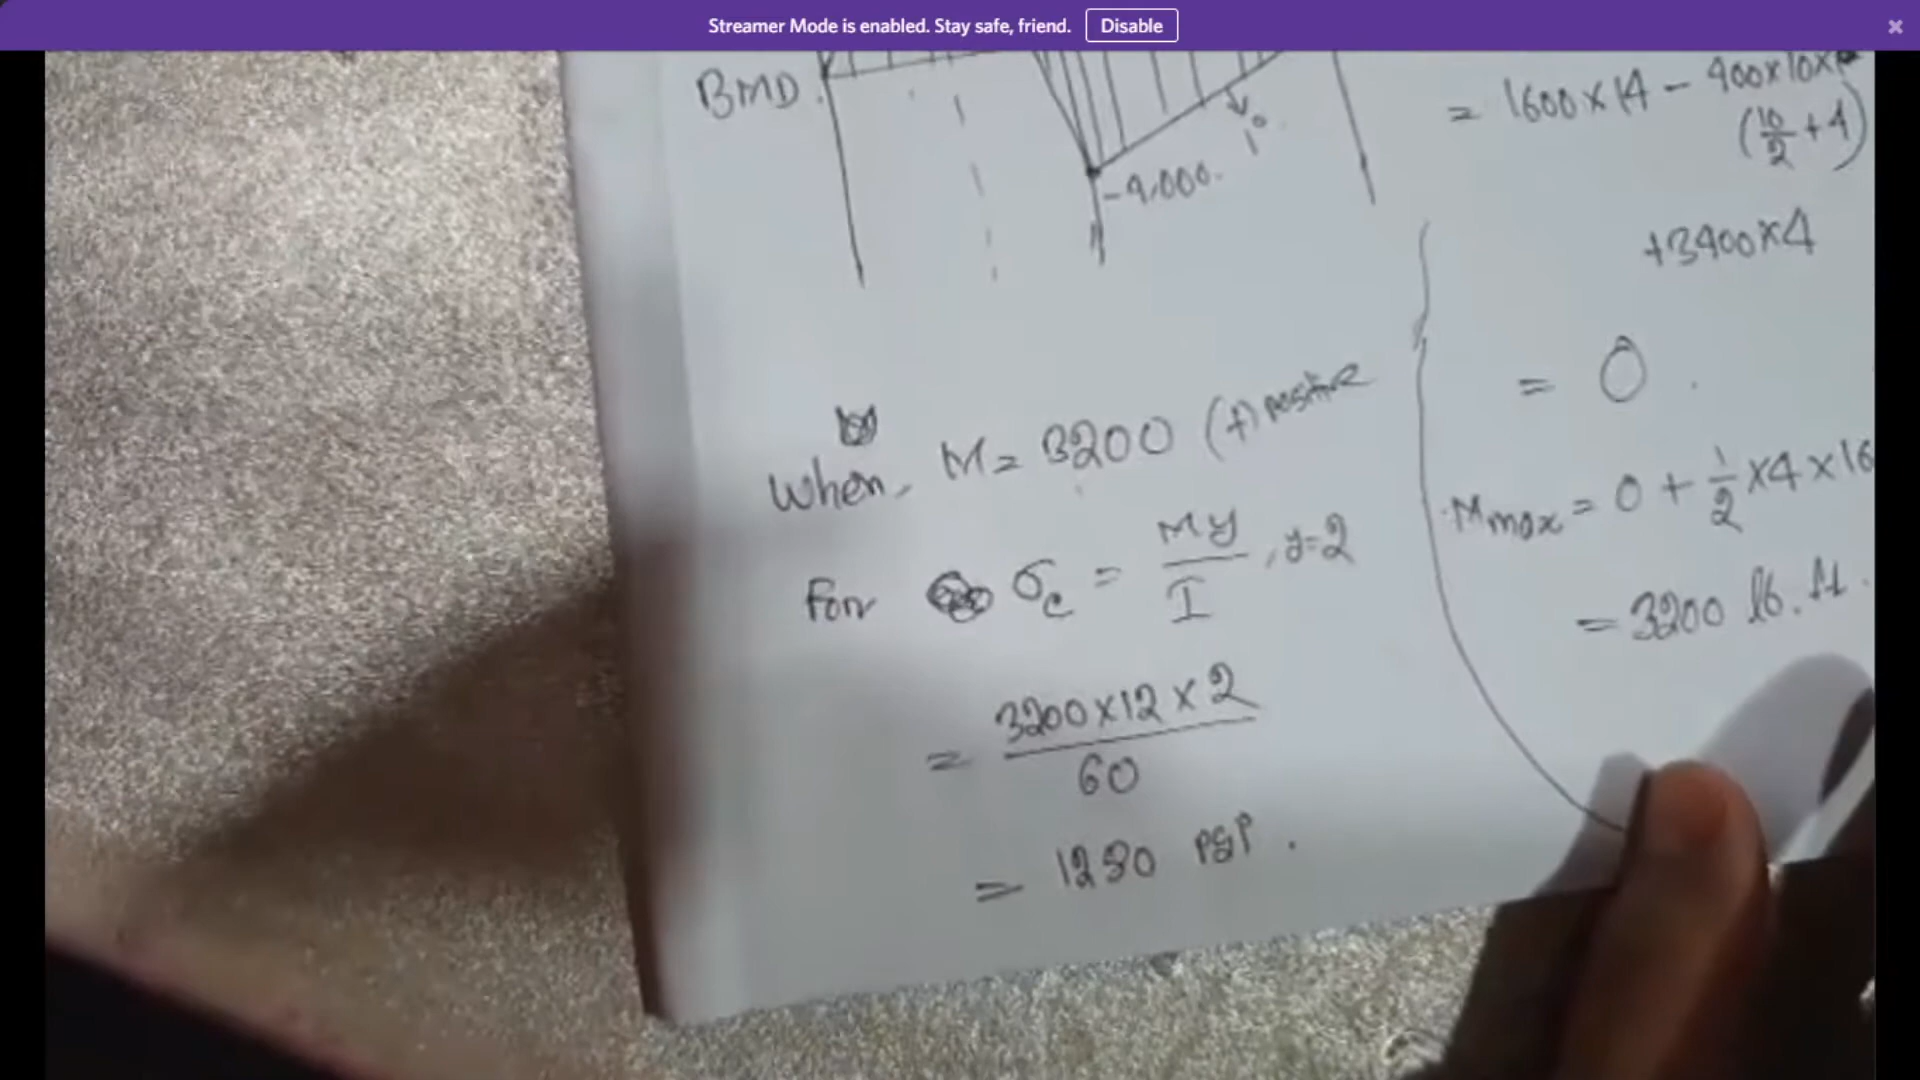 Streamer Mode is enabled. Stay safe, friend. Disable
BMD.
-4,000.
1°
= 1600×14 - 400×10×
(10/2 + 4)
+3400×4
= 0.
Mmax = 0 + 1/2 ×4×16
= 3200 lb.ft.
When, M= 3200 (+) positive
For σc = My/I, y=2
= 3200×12×2/60
= 1280 psi.